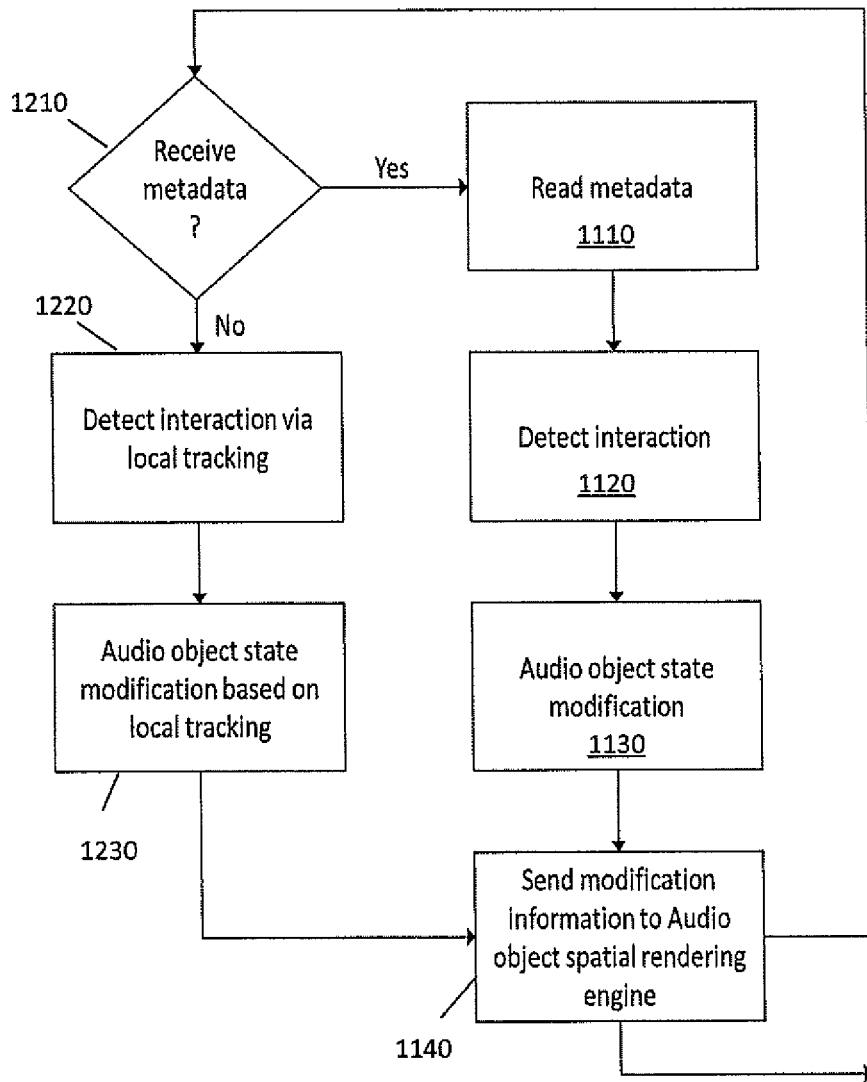 1210
Receive
metadata
?
Yes
Read metadata
1110
No
1220
Detect interaction via
local tracking
Detect interaction
1120
Audio object state
modification based on
local tracking
1230
Audio object state
modification
1130
Send modification
information to Audio
object spatial rendering
engine
1140